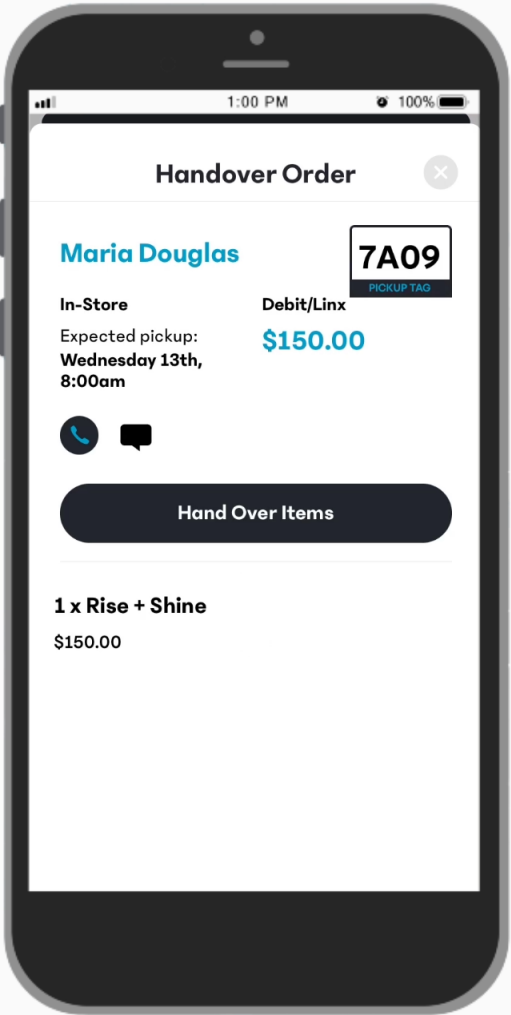 1:00 PM
100%
Handover Order
Maria Douglas
7A09
PICKUP TAG
In-Store
Debit/Linx
Expected pickup:
$150.00
Wednesday 13th,
8:00am
Hand Over Items
1 x Rise + Shine
$150.00